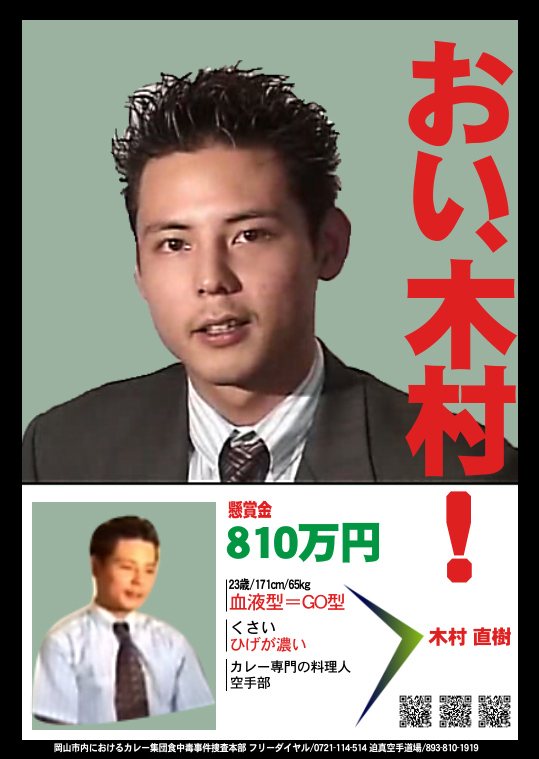 おい、木村!
懸賞金
810万円
23歳/171cm/65kg
血液型＝GO型
くさい
ひげが濃い
カレー専門の料理人
空手部
木村 直樹
岡山市内におけるカレー集団食中毒事件捜査本部 フリーダイヤル/0721-114-514 迫真空手道場/893-810-1919